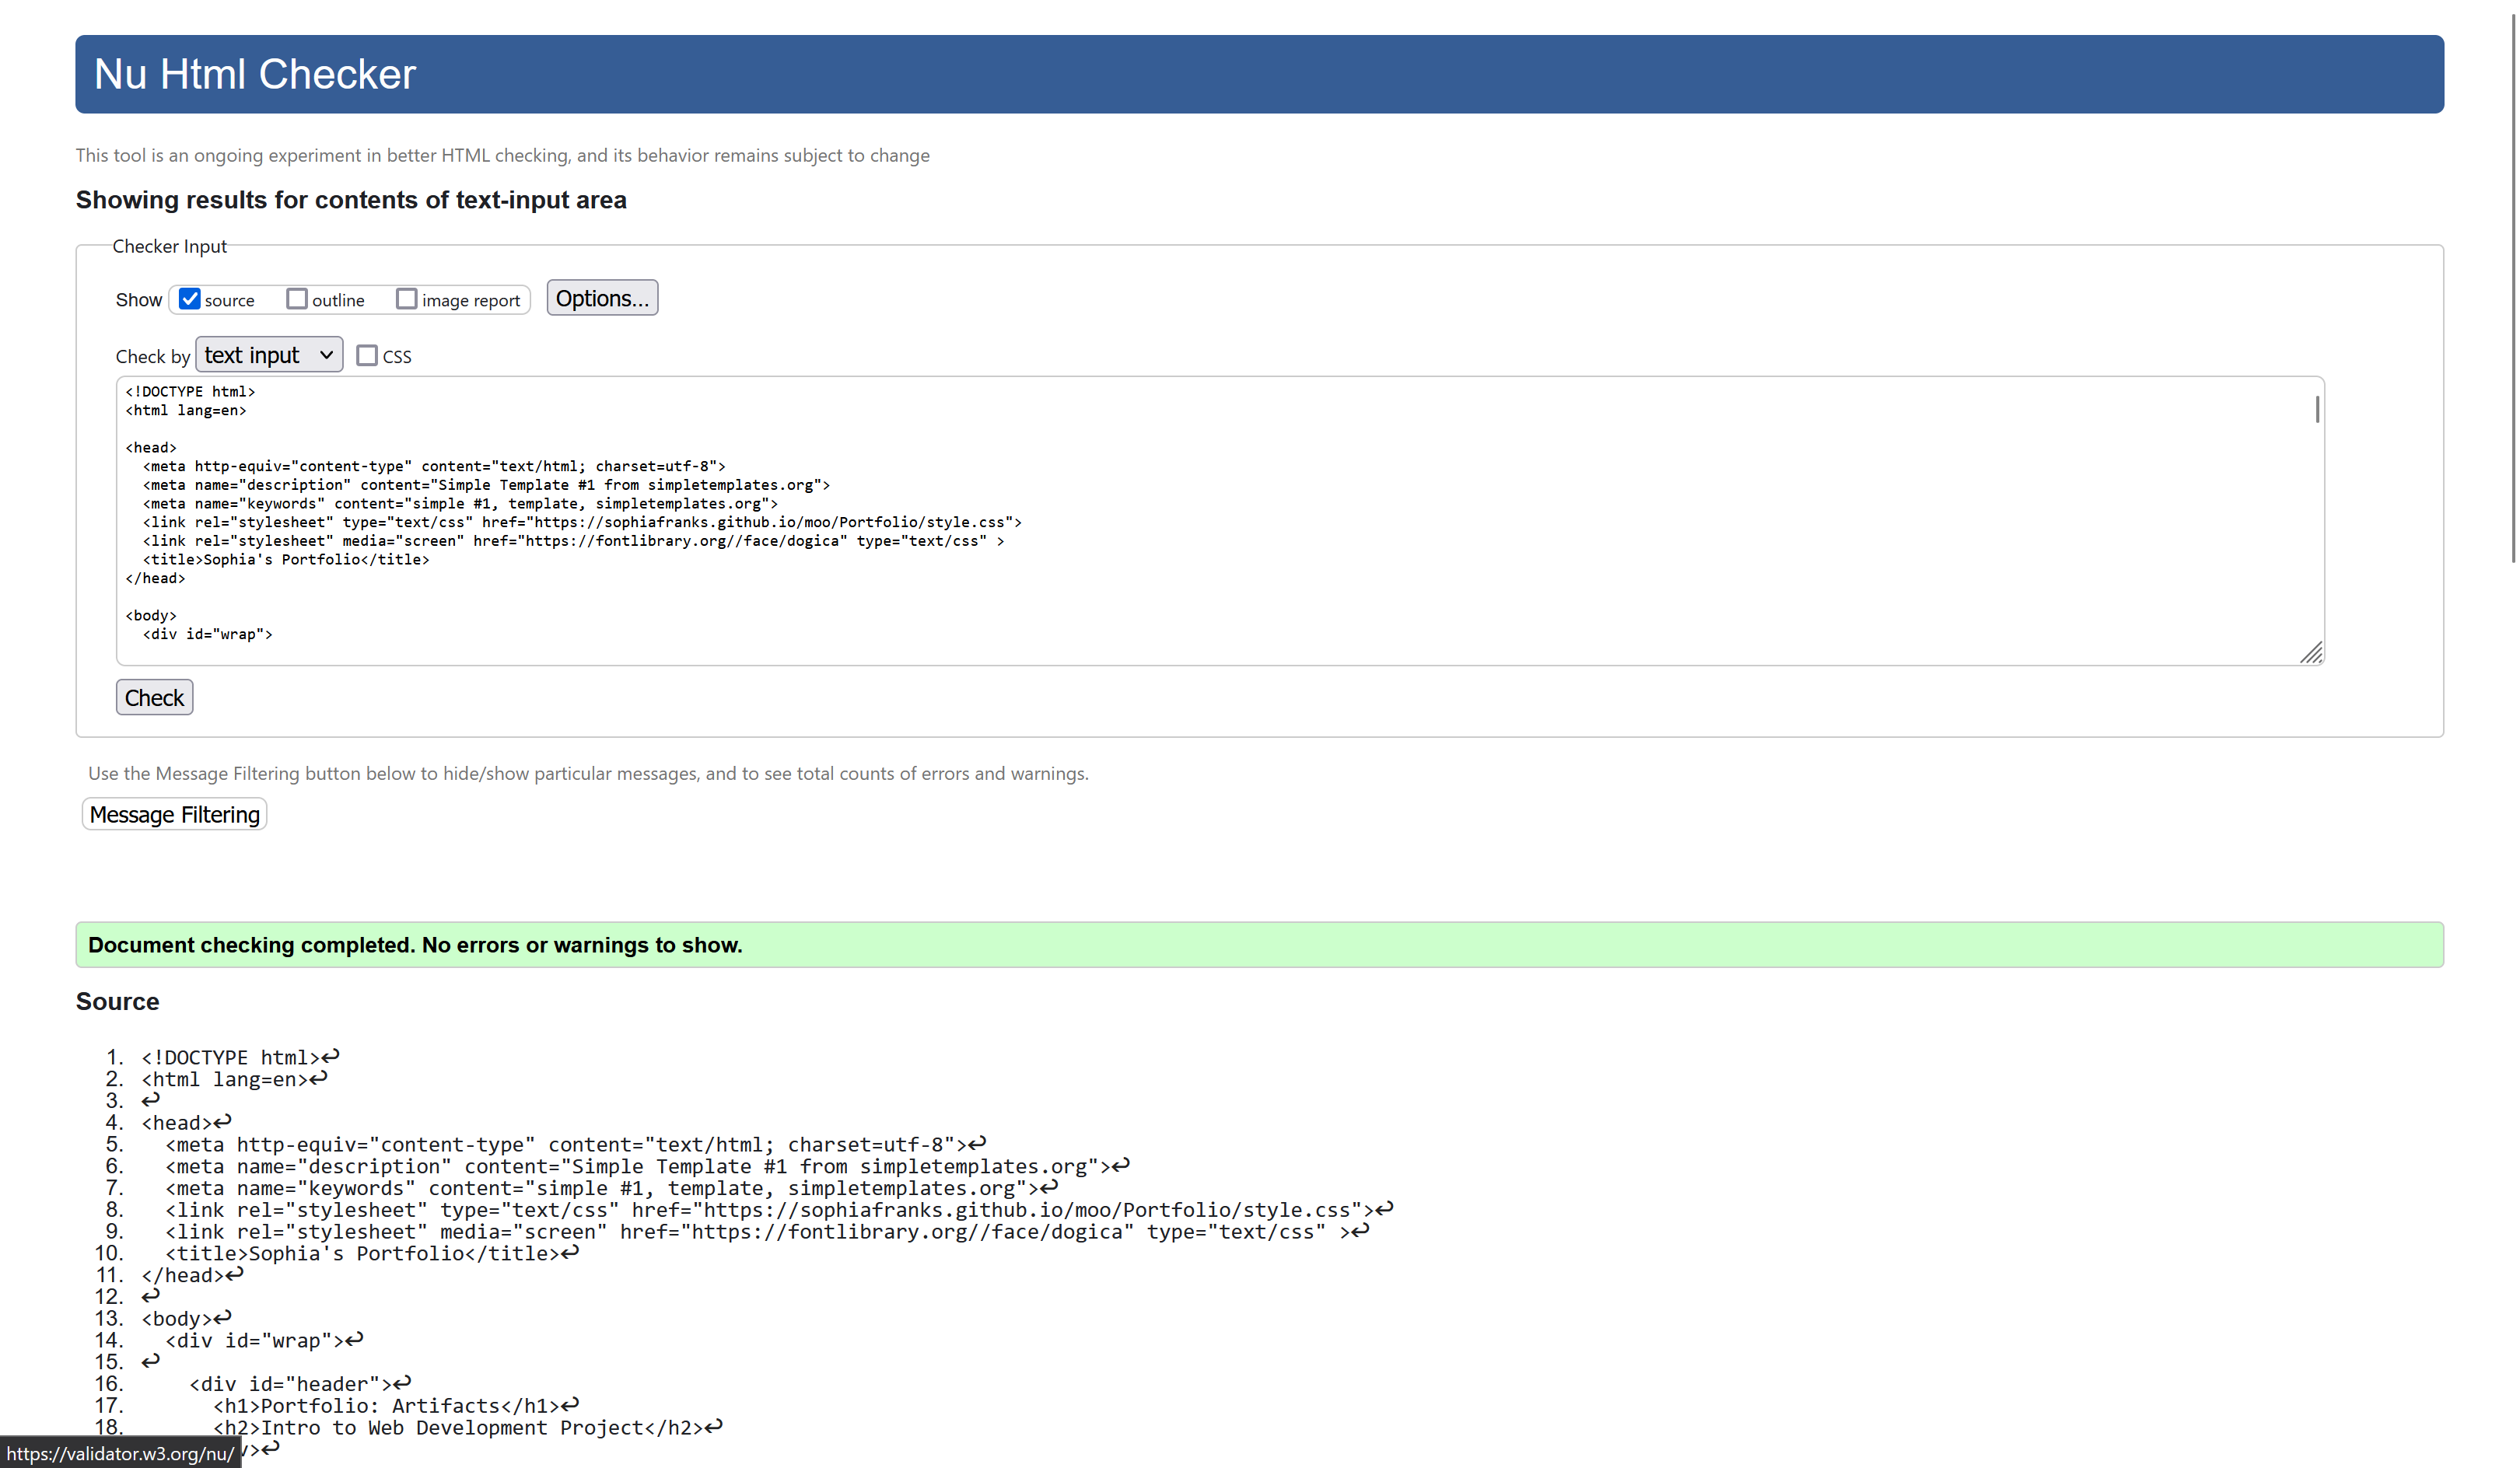 Nu Html Checker
This tool is an ongoing experiment in better HTML checking, and its behavior remains subject to change
Showing results for contents of text-input area
Checker Input
Show source outline image report Options...
Check by text input CSS
<!DOCTYPE html>
<html lang=en>
<head>
  <meta http-equiv="content-type" content="text/html; charset=utf-8">
  <meta name="description" content="Simple Template #1 from simpletemplates.org">
  <meta name="keywords" content="simple #1, template, simpletemplates.org">
  <link rel="stylesheet" type="text/css" href="https://sophiafranks.github.io/moo/Portfolio/style.css">
  <link rel="stylesheet" media="screen" href="https://fontlibrary.org//face/dogica" type="text/css" >
  <title>Sophia's Portfolio</title>
</head>
<body>
  <div id="wrap">
Check
Use the Message Filtering button below to hide/show particular messages, and to see total counts of errors and warnings.
Message Filtering
Document checking completed. No errors or warnings to show.
Source
1. <!DOCTYPE html>↩
2. <html lang=en>↩
3. ↩
4. <head>↩
5.   <meta http-equiv="content-type" content="text/html; charset=utf-8">↩
6.   <meta name="description" content="Simple Template #1 from simpletemplates.org">↩
7.   <meta name="keywords" content="simple #1, template, simpletemplates.org">↩
8.   <link rel="stylesheet" type="text/css" href="https://sophiafranks.github.io/moo/Portfolio/style.css">↩
9.   <link rel="stylesheet" media="screen" href="https://fontlibrary.org//face/dogica" type="text/css" >↩
10.   <title>Sophia's Portfolio</title>↩
11. </head>↩
12. ↩
13. <body>↩
14.   <div id="wrap">↩
15. ↩
16.     <div id="header">↩
17.       <h1>Portfolio: Artifacts</h1>↩
18.       <h2>Intro to Web Development Project</h2>↩
https://validator.w3.org/nu/